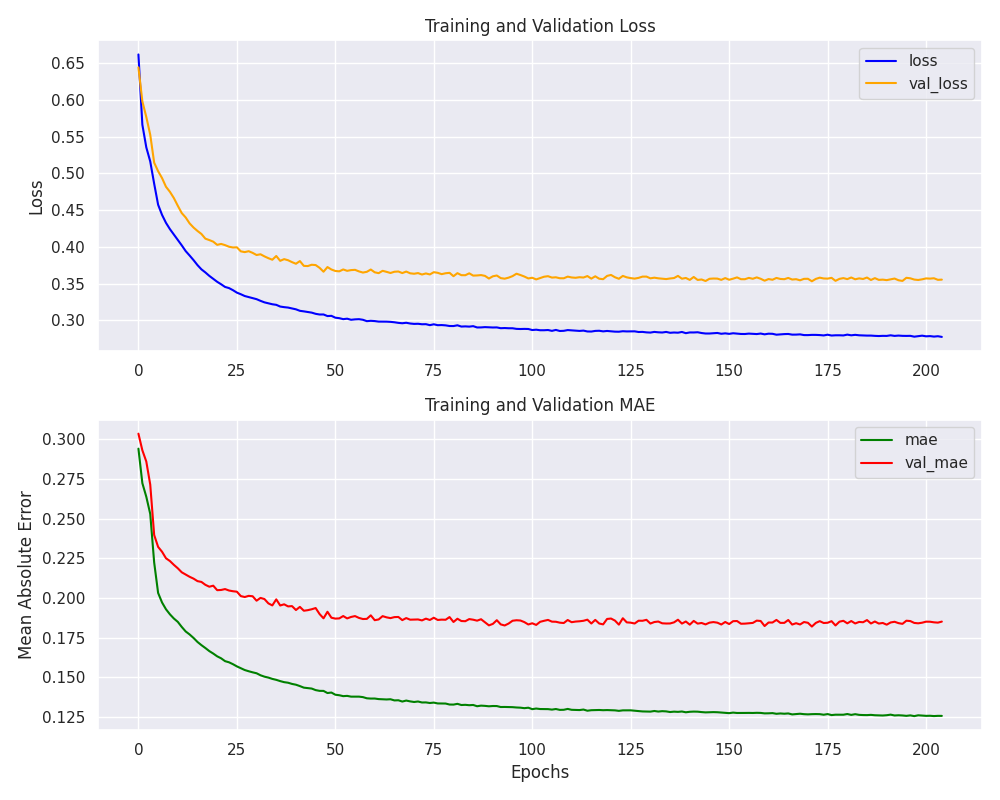 Training and Validation Loss
Loss
0.65
0.60
0.55
0.50
0.45
0.40
0.35
0.30
loss
val_loss
0 25 50 75 100 125 150 175 200
Training and Validation MAE
Mean Absolute Error
0.300
0.275
0.250
0.225
0.200
0.175
0.150
0.125
mae
val_mae
0 25 50 75 100 125 150 175 200
Epochs